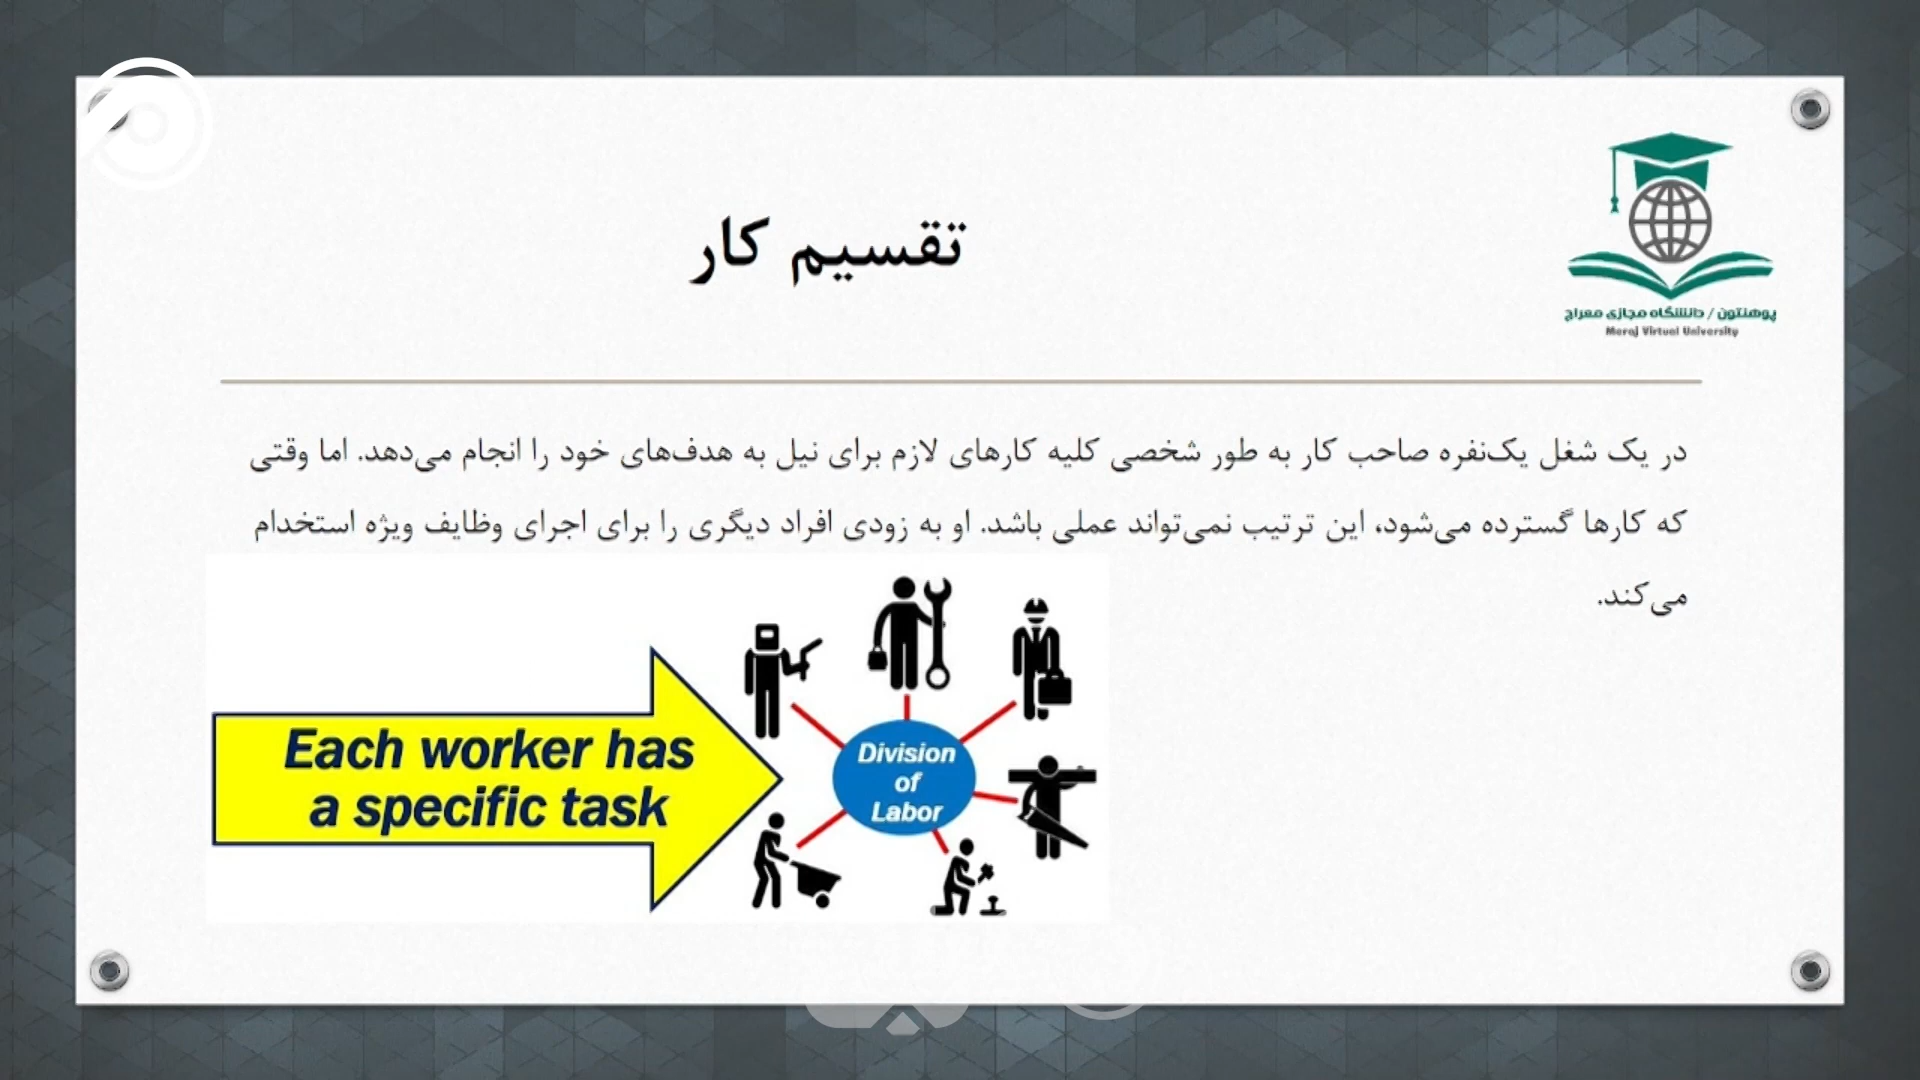 تقسیم کار
پوهنتون / دانشگاه مجازی معراج
Meraj Virtual University
در یک شغل یک‌نفره صاحب کار به طور شخصی کلیه کارهای لازم برای نیل به هدف‌های خود را انجام می‌دهد. اما وقتی
که کارها گسترده می‌شود، این ترتیب نمی‌تواند عملی باشد. او به زودی افراد دیگری را برای اجرای وظایف ویژه استخدام
می‌کند.
Each worker has
a specific task
Division
of
Labor